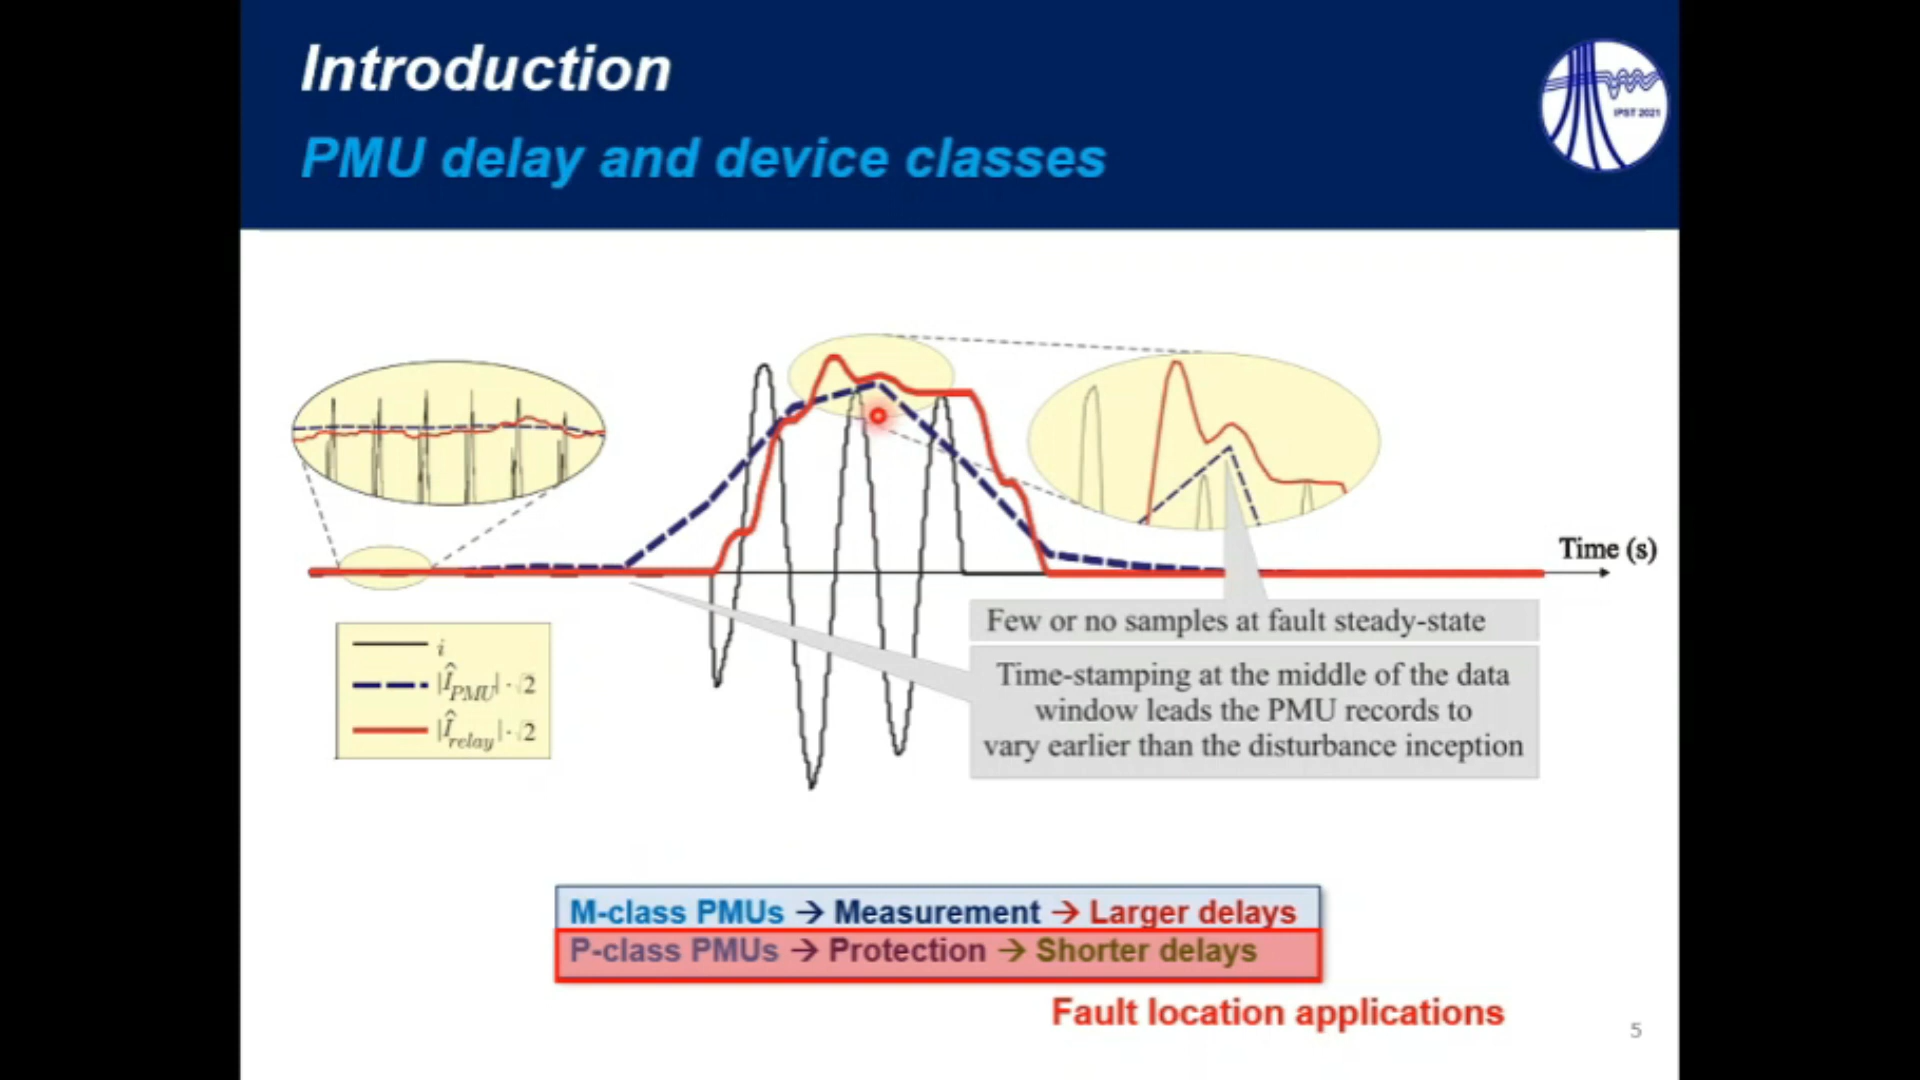 Introduction
PMU delay and device classes
IPST 2021
Time (s)
Few or no samples at fault steady-state
Time-stamping at the middle of the data
window leads the PMU records to
vary earlier than the disturbance inception
i
|Î_PMU| · √2
|Î_relay| · √2
M-class PMUs → Measurement → Larger delays
P-class PMUs → Protection → Shorter delays
Fault location applications
5